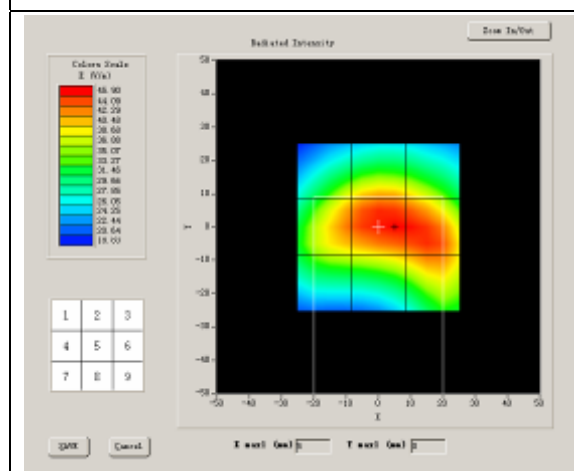 Zoom In/Out
Radiated Intensity
Colors Scale
E (V/m)
45.90
44.09
42.29
40.48
38.68
36.88
35.07
33.27
31.46
29.66
27.85
26.05
24.25
22.44
20.64
18.83
50
40
30
20
10
0
-10
-20
-30
-40
-50
Y
-50 -40 -30 -20 -10 0 10 20 30 40 50
X
1 2 3
4 5 6
7 8 9
SAVE
Cancel
X max1 (mm)
Y max1 (mm)